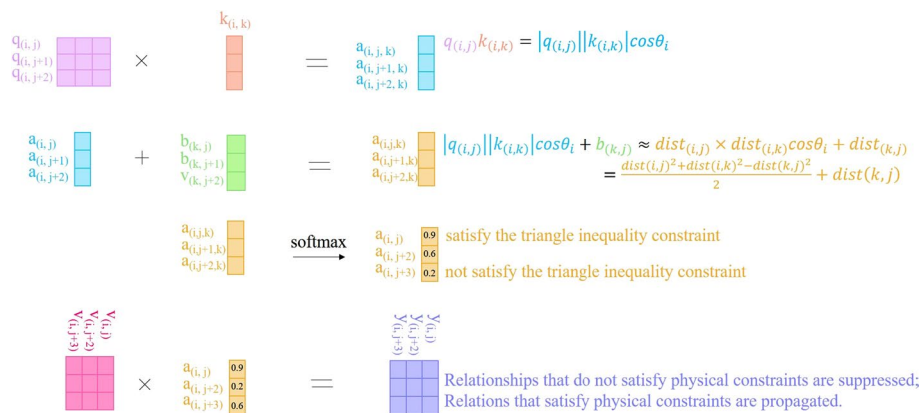 k(i, k)
q(i, j)
q(i, j+1)
q(i, j+2)
×
=
a(i, j, k)
a(i, j+1, k)
a(i, j+2, k)
q(i,j)k(i,k) = |q(i,j)||k(i,k)|cosθi
a(i, j)
a(i, j+1)
a(i, j+2)
+
b(k, j)
b(k, j+1)
v(k, j+2)
=
a(i,j,k)
a(i,j+1,k)
a(i,j+2,k)
|q(i,j)||k(i,k)|cosθi + b(k,j) ≈ dist(i,j) × dist(i,k)cosθi + dist(k,j)
= dist(i,j)²+dist(i,k)²−dist(k,j)² / 2 + dist(k,j)
a(i,j,k)
a(i,j+1,k)
a(i,j+2,k)
softmax
a(i, j) 0.9 satisfy the triangle inequality constraint
a(i, j+2) 0.6
a(i, j+3) 0.2 not satisfy the triangle inequality constraint
v(i, j)
v(i, j+2)
v(i, j+3)
×
a(i, j) 0.9
a(i, j+2) 0.2
a(i, j+3) 0.6
=
y(i, j)
y(i, j+2)
y(i, j+3)
Relationships that do not satisfy physical constraints are suppressed;
Relations that satisfy physical constraints are propagated.